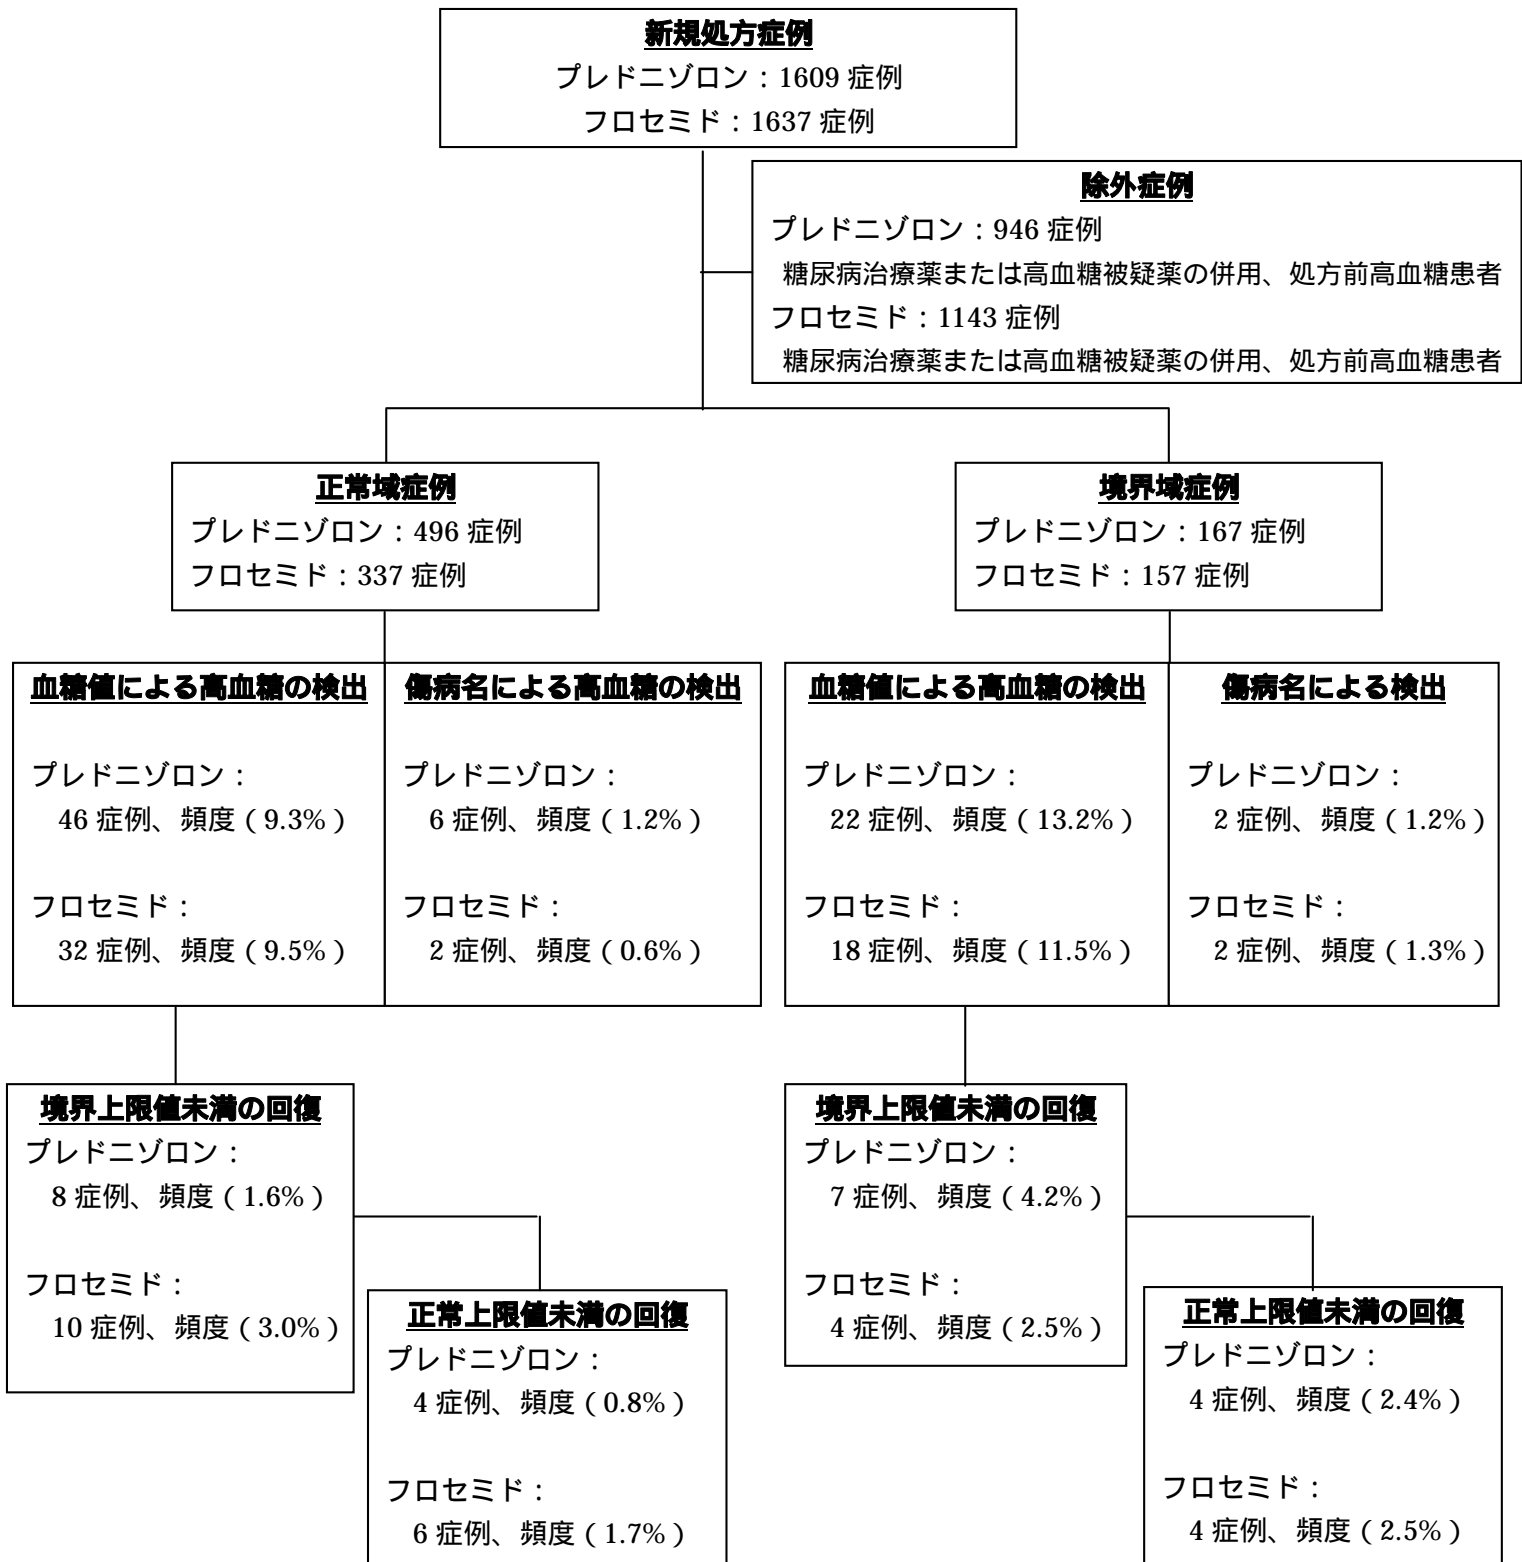 新規処方症例
プレドニゾロン：1609 症例
フロセミド：1637 症例
除外症例
プレドニゾロン：946 症例
糖尿病治療薬または高血糖被疑薬の併用、処方前高血糖患者
フロセミド：1143 症例
糖尿病治療薬または高血糖被疑薬の併用、処方前高血糖患者
正常域症例
プレドニゾロン：496 症例
フロセミド：337 症例
境界域症例
プレドニゾロン：167 症例
フロセミド：157 症例
血糖値による高血糖の検出
プレドニゾロン：
46 症例、頻度（9.3%）
フロセミド：
32 症例、頻度（9.5%）
傷病名による高血糖の検出
プレドニゾロン：
6 症例、頻度（1.2%）
フロセミド：
2 症例、頻度（0.6%）
血糖値による高血糖の検出
プレドニゾロン：
22 症例、頻度（13.2%）
フロセミド：
18 症例、頻度（11.5%）
傷病名による検出
プレドニゾロン：
2 症例、頻度（1.2%）
フロセミド：
2 症例、頻度（1.3%）
境界上限値未満の回復
プレドニゾロン：
8 症例、頻度（1.6%）
フロセミド：
10 症例、頻度（3.0%）
正常上限値未満の回復
プレドニゾロン：
4 症例、頻度（0.8%）
フロセミド：
6 症例、頻度（1.7%）
境界上限値未満の回復
プレドニゾロン：
7 症例、頻度（4.2%）
フロセミド：
4 症例、頻度（2.5%）
正常上限値未満の回復
プレドニゾロン：
4 症例、頻度（2.4%）
フロセミド：
4 症例、頻度（2.5%）